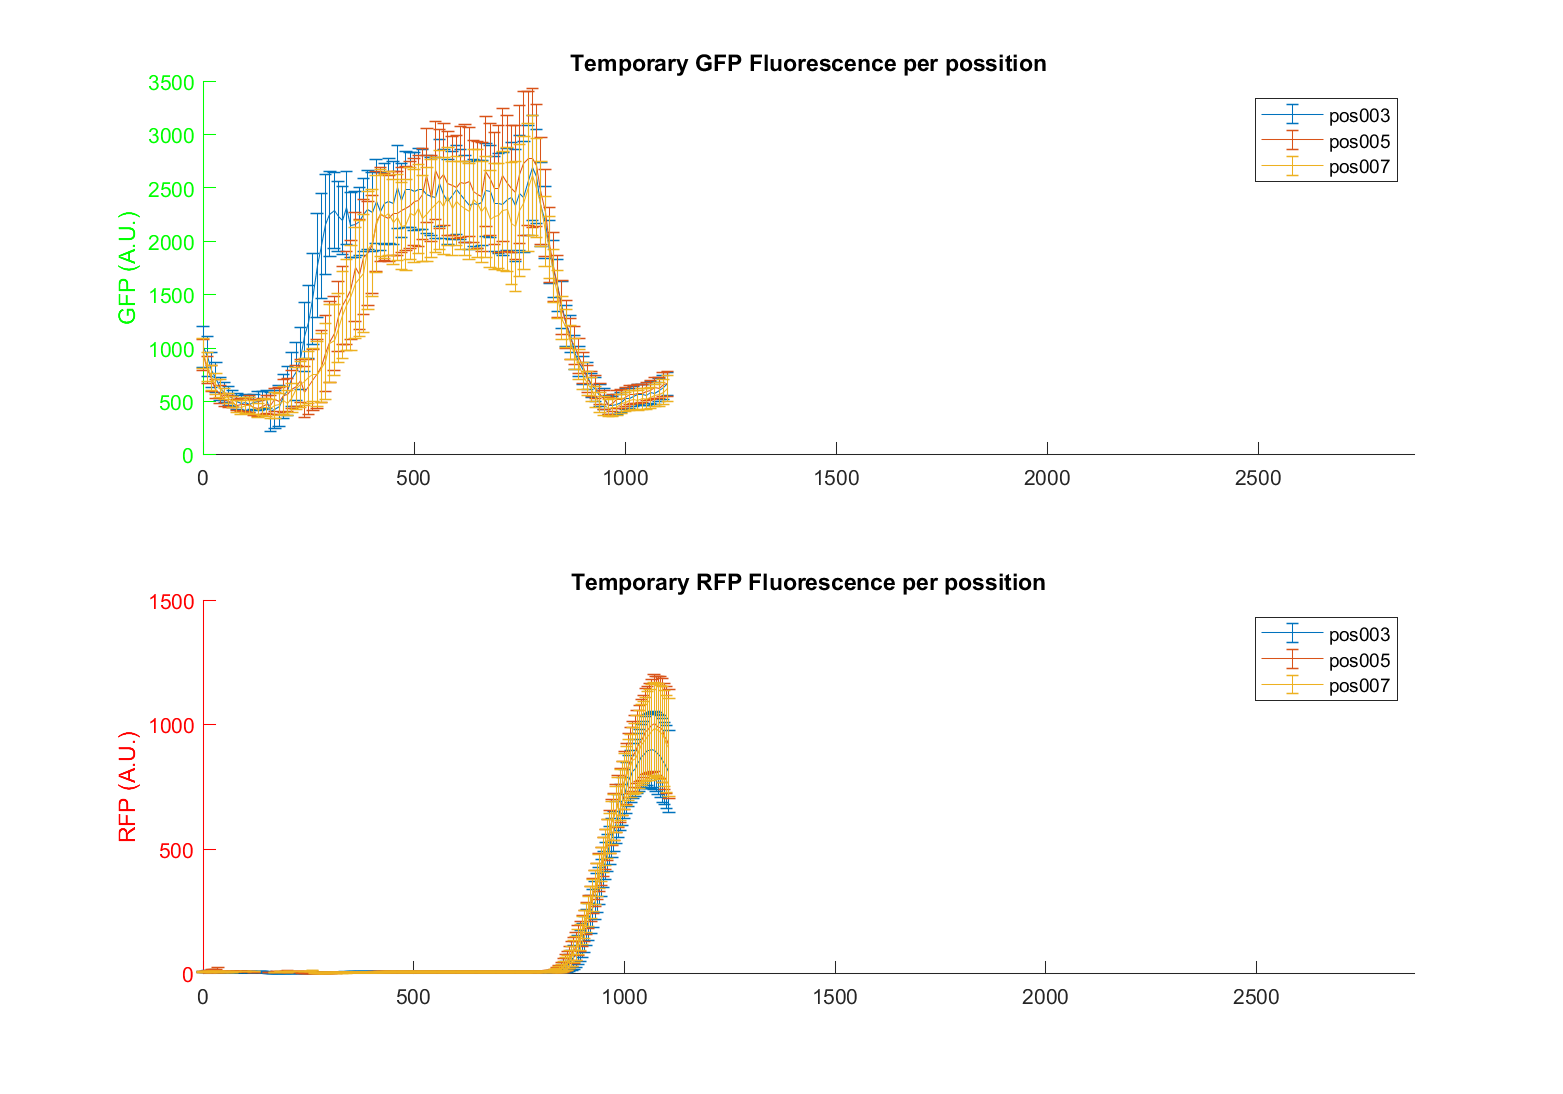 Temporary GFP Fluorescence per possition
3500
3000
2500
2000
1500
1000
500
0
GFP (A.U.)
0 500 1000 1500 2000 2500
pos003
pos005
pos007
Temporary RFP Fluorescence per possition
1500
1000
500
0
RFP (A.U.)
0 500 1000 1500 2000 2500
pos003
pos005
pos007